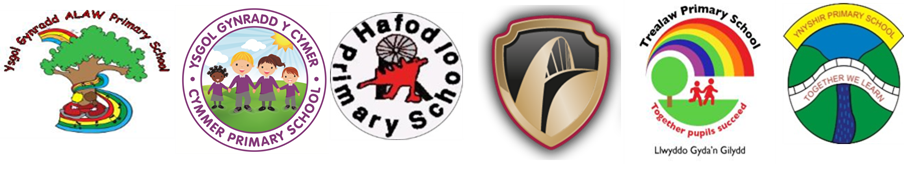 Ysgol Gynradd ALAW Primary School
YSGOL GYNRADD Y CYMER
CYMMER PRIMARY SCHOOL
Hafod
Primary School
Trealaw Primary School
Together pupils succeed
Llwyddo Gyda'n Gilydd
YNYSHIR PRIMARY SCHOOL
TOGETHER WE LEARN